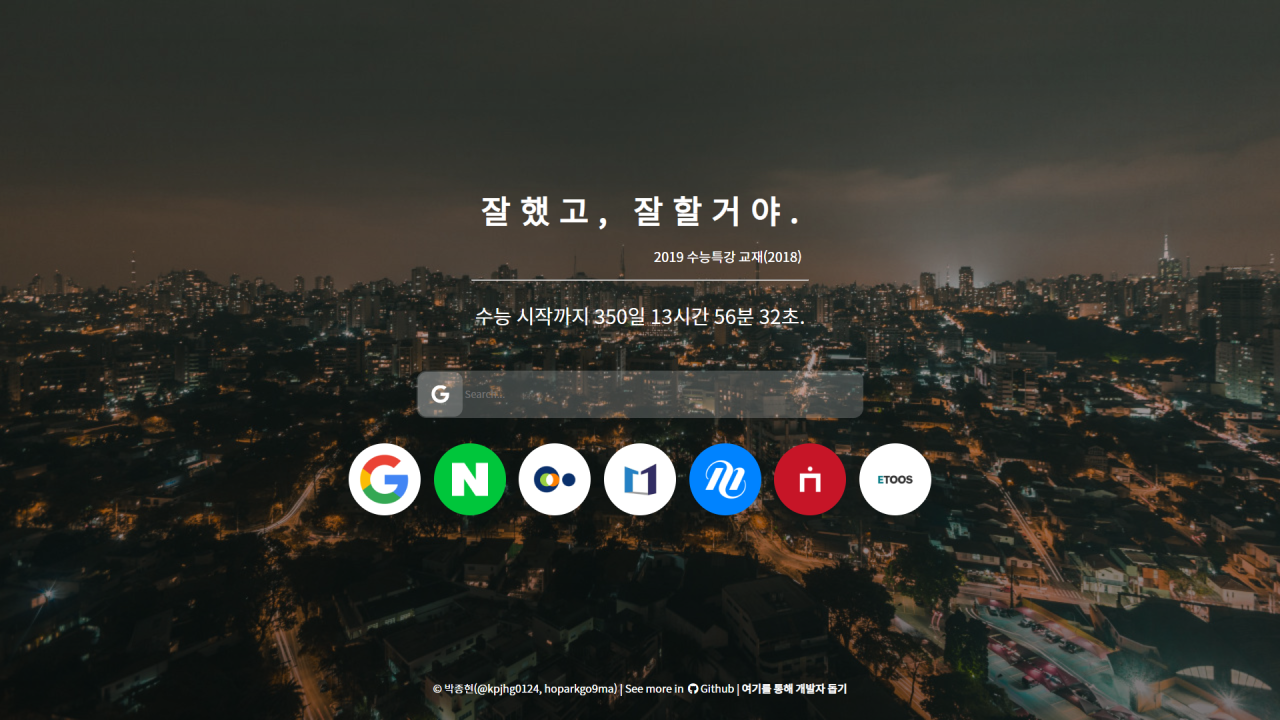 잘했고, 잘할거야.
2019 수능특강 교재(2018)
수능 시작까지 350일 13시간 56분 32초.
Search...
ETOOS
© 박종현(@kpjhg0124, hoparkgo9ma) | See more in Github | 여기를 통해 개발자 돕기